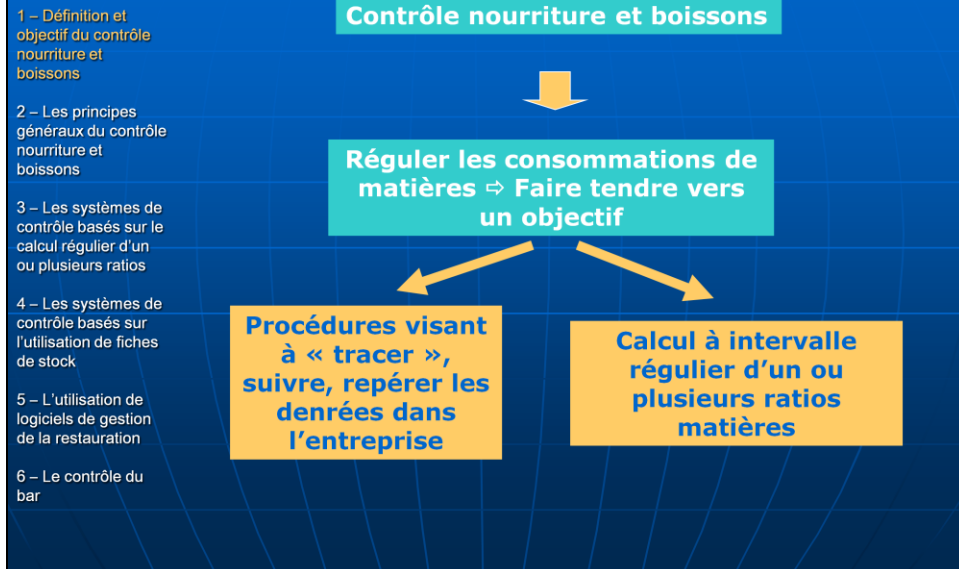 1 – Définition et
objectif du contrôle
nourriture et
boissons
2 – Les principes
généraux du contrôle
nourriture et
boissons
3 – Les systèmes de
contrôle basés sur le
calcul régulier d'un
ou plusieurs ratios
4 – Les systèmes de
contrôle basés sur
l'utilisation de fiches
de stock
5 – L'utilisation de
logiciels de gestion
de la restauration
6 – Le contrôle du
bar
Contrôle nourriture et boissons
Réguler les consommations de
matières ⇨ Faire tendre vers
un objectif
Procédures visant
à « tracer »,
suivre, repérer les
denrées dans
l'entreprise
Calcul à intervalle
régulier d'un ou
plusieurs ratios
matières